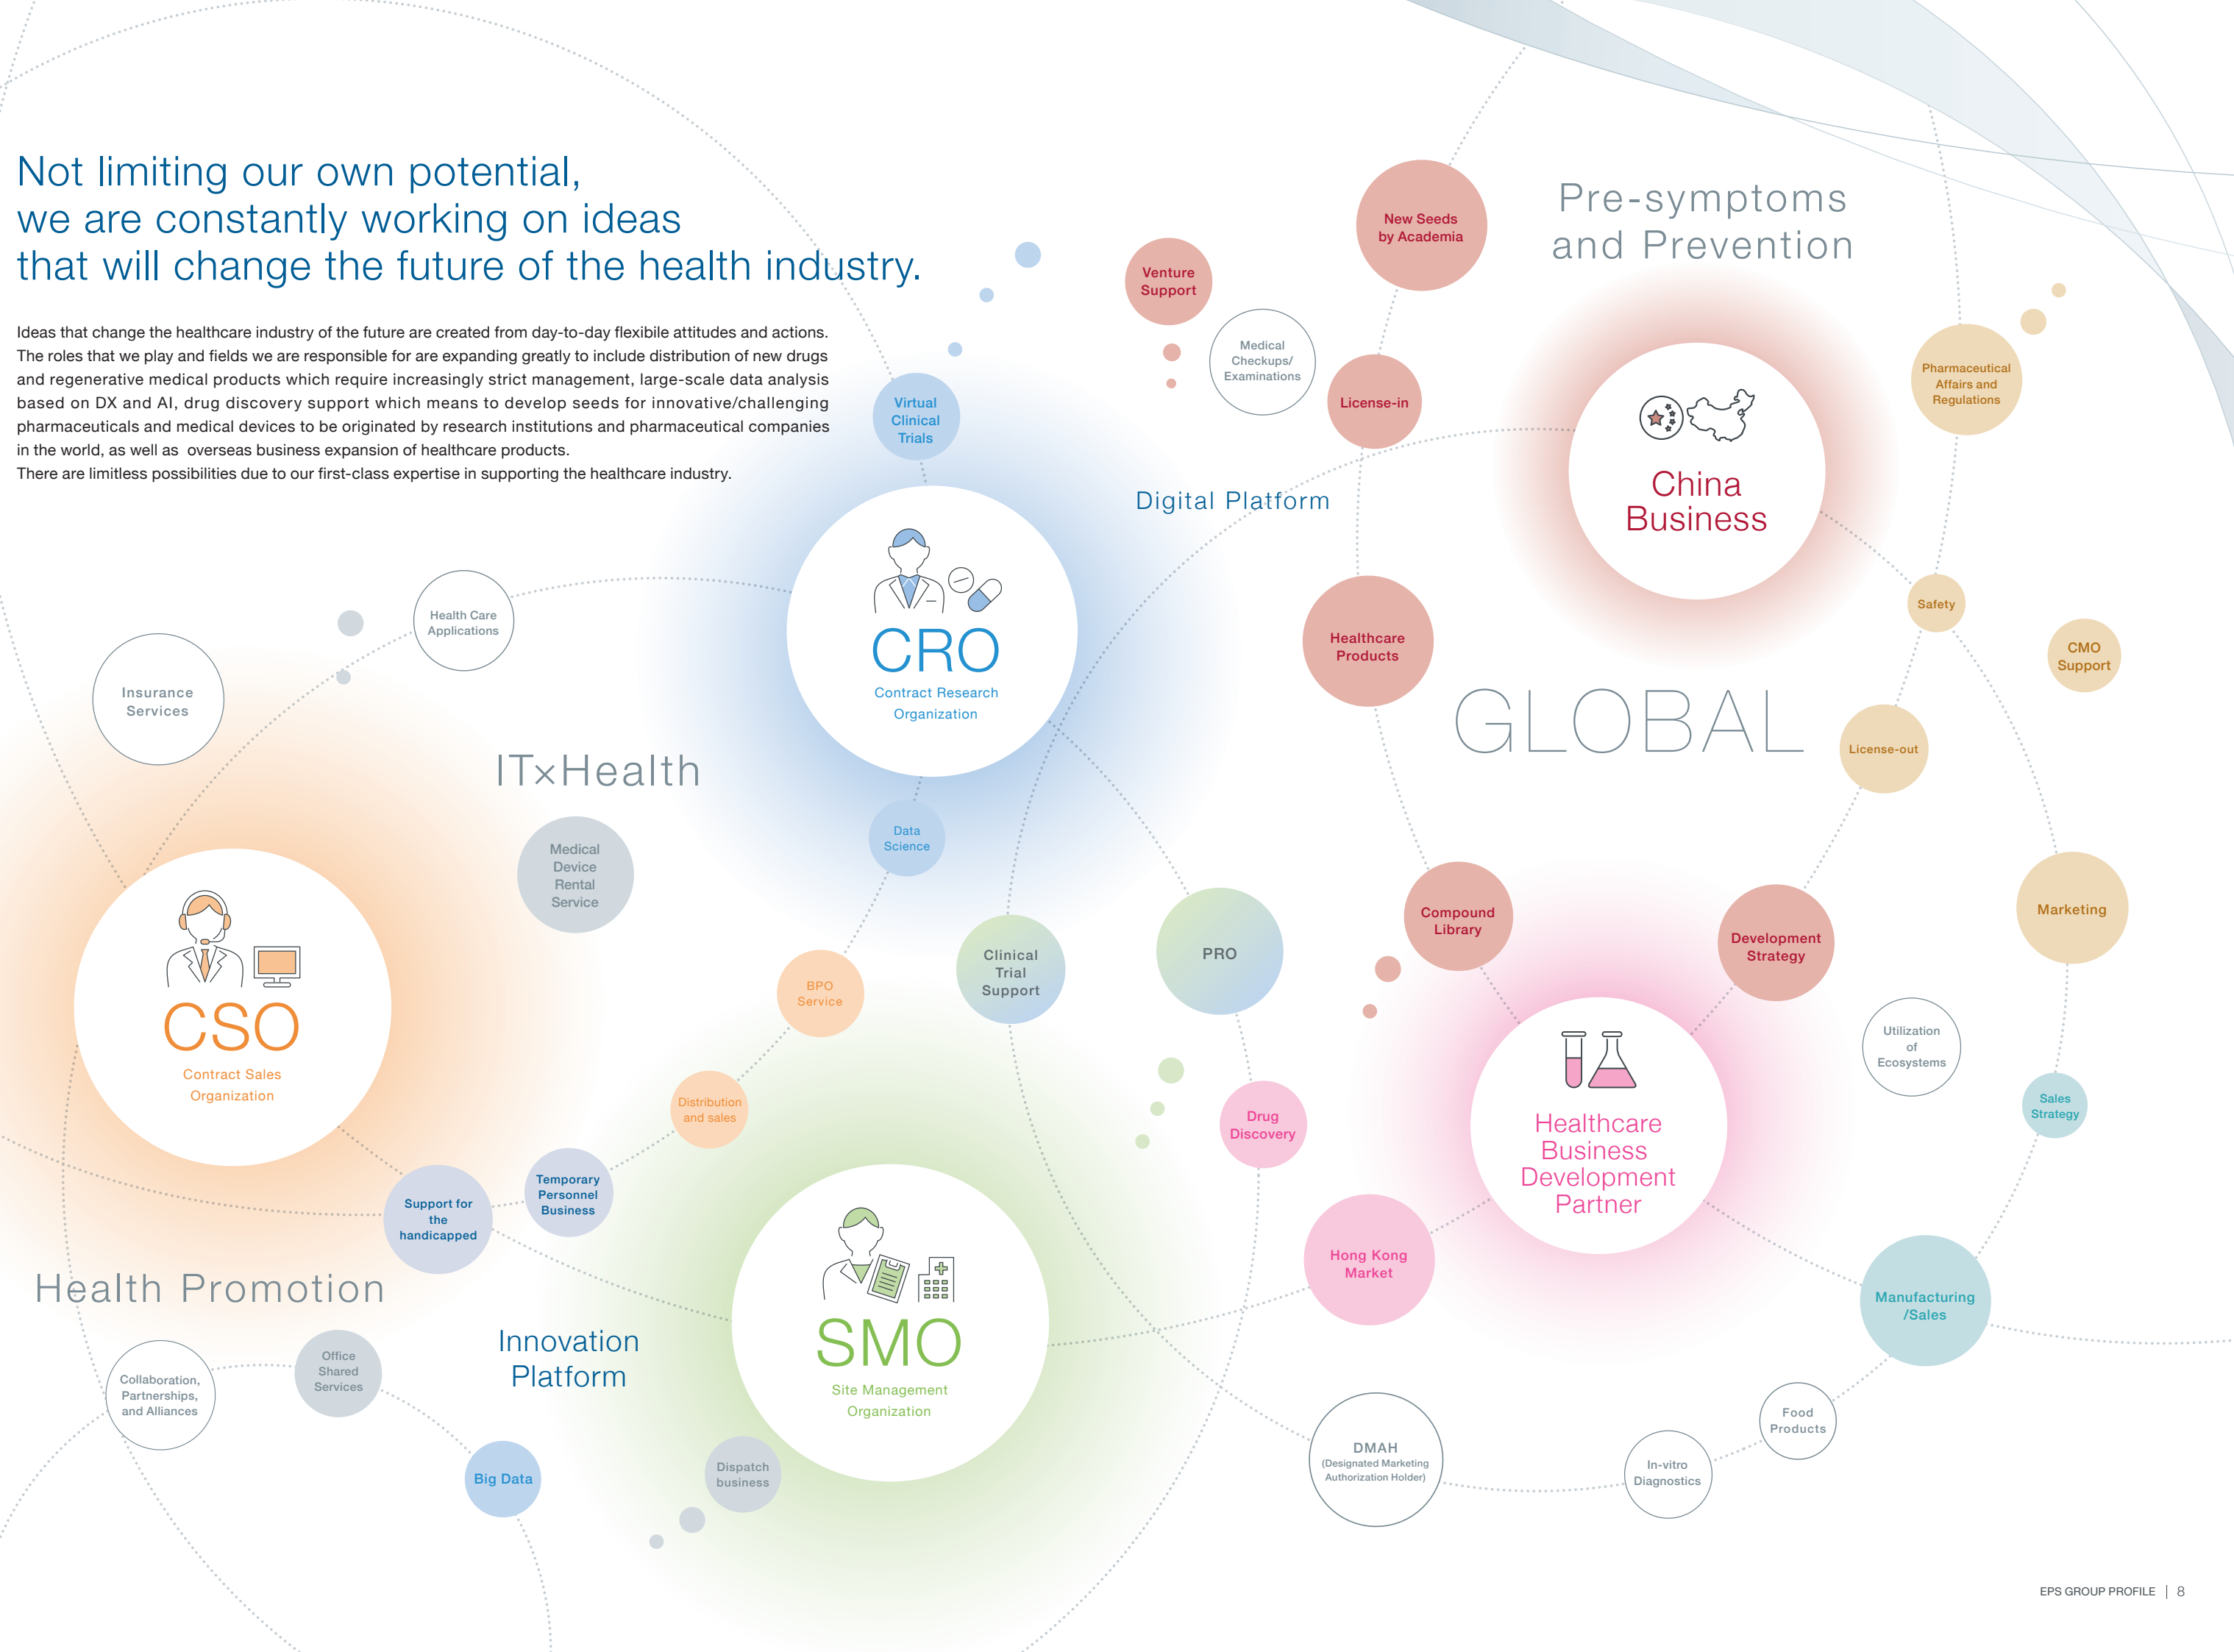 Not limiting our own potential,
we are constantly working on ideas
that will change the future of the health industry.
Ideas that change the healthcare industry of the future are created from day-to-day flexibile attitudes and actions.
The roles that we play and fields we are responsible for are expanding greatly to include distribution of new drugs
and regenerative medical products which require increasingly strict management, large-scale data analysis
based on DX and AI, drug discovery support which means to develop seeds for innovative/challenging
pharmaceuticals and medical devices to be originated by research institutions and pharmaceutical companies
in the world, as well as overseas business expansion of healthcare products.
There are limitless possibilities due to our first-class expertise in supporting the healthcare industry.
Pre-symptoms
and Prevention
New Seeds
by Academia
Venture
Support
Medical
Checkups/
Examinations
License-in
Pharmaceutical
Affairs and
Regulations
Virtual
Clinical
Trials
Digital Platform
China
Business
Health Care
Applications
Insurance
Services
CRO
Contract Research
Organization
Healthcare
Products
Safety
CMO
Support
GLOBAL
License-out
ITxHealth
Medical
Device
Rental
Service
Data
Science
CSO
Contract Sales
Organization
BPO
Service
Clinical
Trial
Support
PRO
Compound
Library
Development
Strategy
Marketing
Utilization
of
Ecosystems
Sales
Strategy
Distribution
and sales
Drug
Discovery
Healthcare
Business
Development
Partner
Temporary
Personnel
Business
Support for
the
handicapped
Hong Kong
Market
Manufacturing
/Sales
Health Promotion
Innovation
Platform
SMO
Site Management
Organization
Collaboration,
Partnerships,
and Alliances
Office
Shared
Services
Big Data
Dispatch
business
DMAH
(Designated Marketing
Authorization Holder)
In-vitro
Diagnostics
Food
Products
EPS GROUP PROFILE | 8